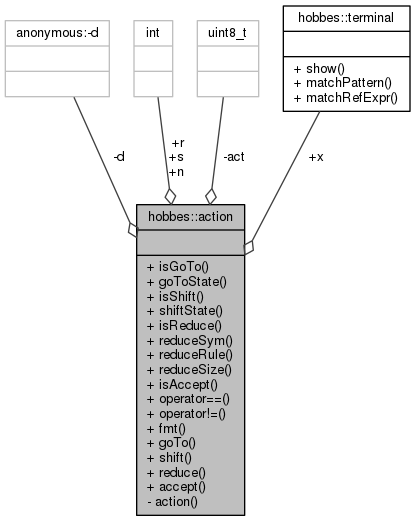 anonymous:-d
int
uint8_t
hobbes::terminal
+ show()
+ matchPattern()
+ matchRefExpr()
-d
+r
+s
+n
-act
+x
hobbes::action
+ isGoTo()
+ goToState()
+ isShift()
+ shiftState()
+ isReduce()
+ reduceSym()
+ reduceRule()
+ reduceSize()
+ isAccept()
+ operator==()
+ operator!=()
+ fmt()
+ goTo()
+ shift()
+ reduce()
+ accept()
- action()